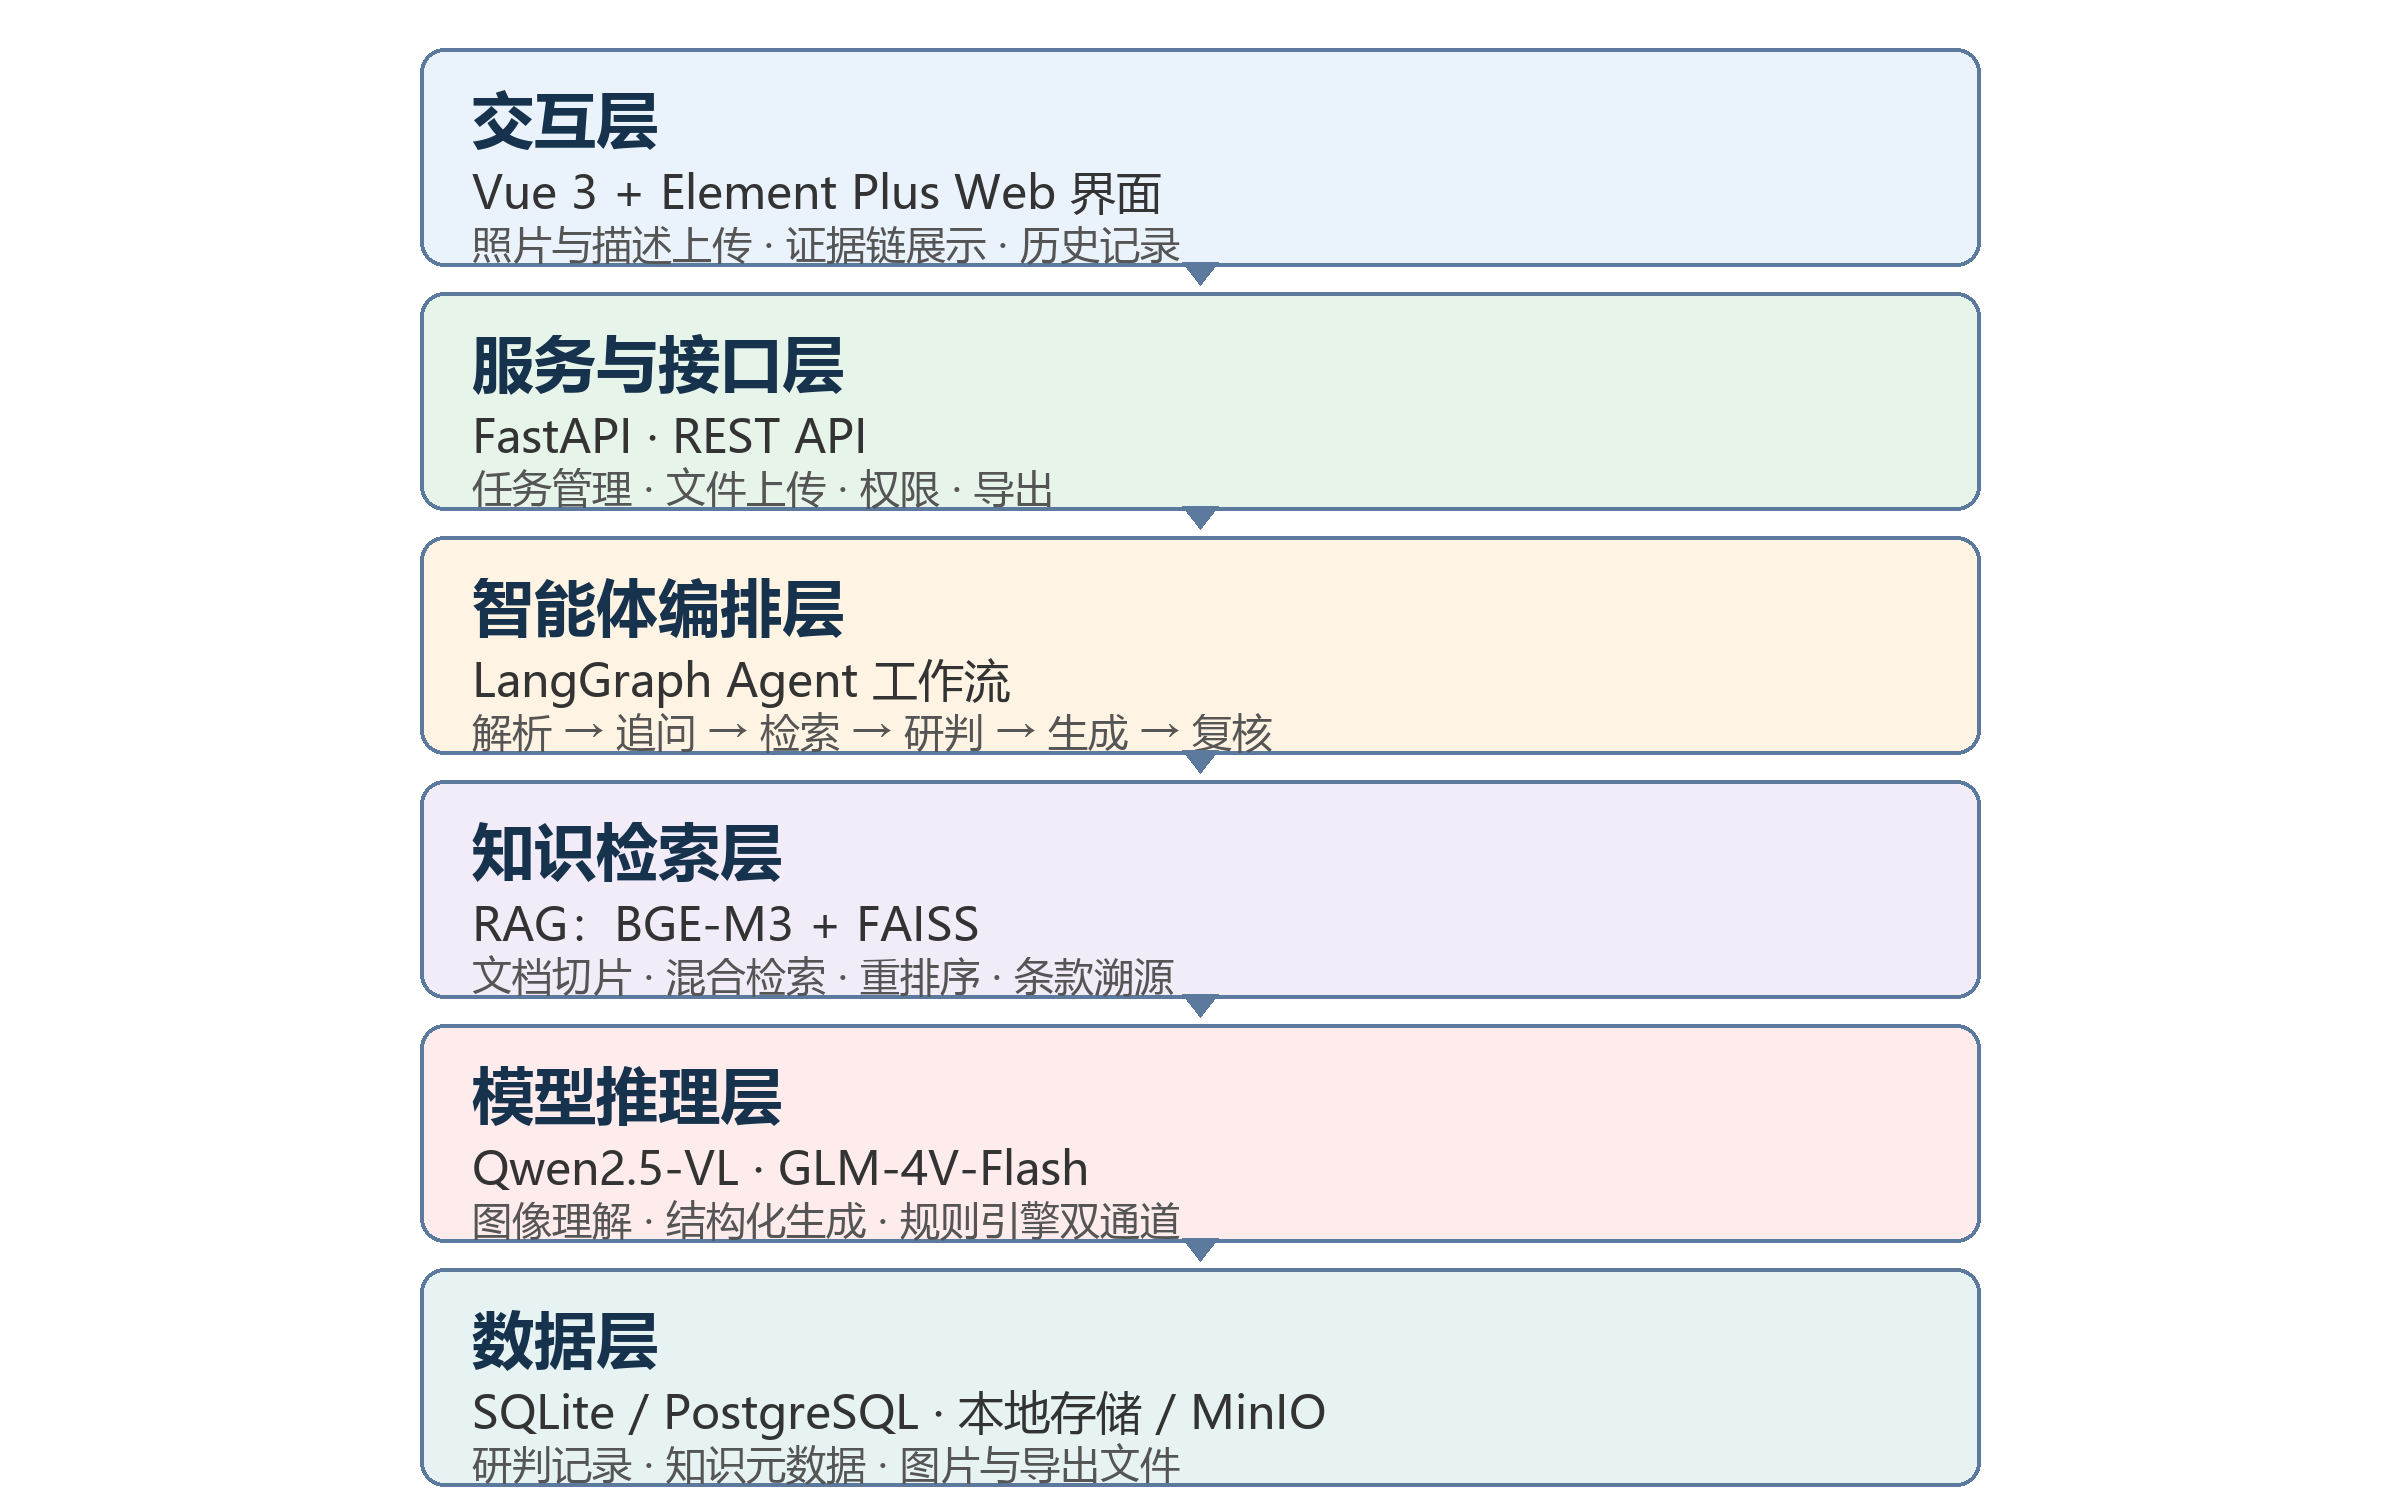 交互层
Vue 3 + Element Plus Web 界面
照片与描述上传 · 证据链展示 · 历史记录
服务与接口层
FastAPI · REST API
任务管理 · 文件上传 · 权限 · 导出
智能体编排层
LangGraph Agent 工作流
解析 → 追问 → 检索 → 研判 → 生成 → 复核
知识检索层
RAG：BGE-M3 + FAISS
文档切片 · 混合检索 · 重排序 · 条款溯源
模型推理层
Qwen2.5-VL · GLM-4V-Flash
图像理解 · 结构化生成 · 规则引擎双通道
数据层
SQLite / PostgreSQL · 本地存储 / MinIO
研判记录 · 知识元数据 · 图片与导出文件